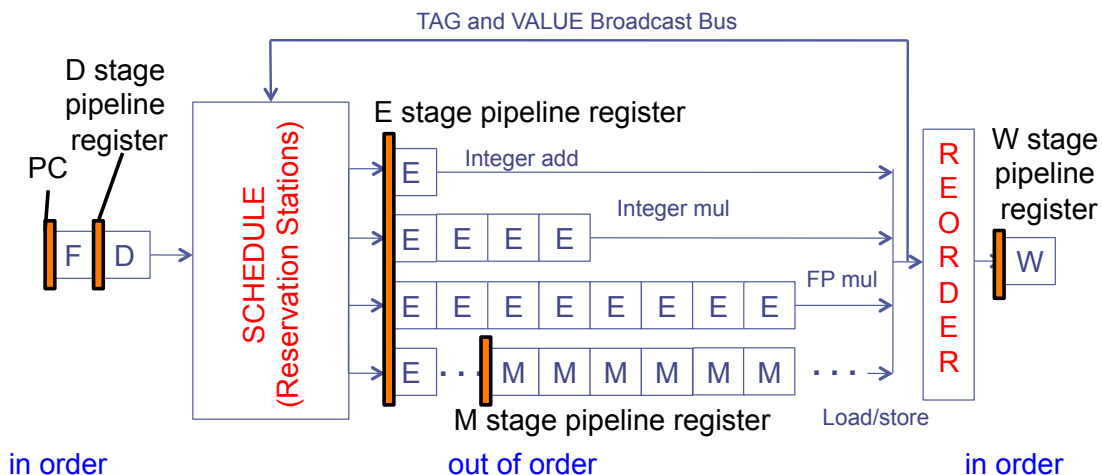 TAG and VALUE Broadcast Bus
D stage
pipeline
register
PC
F
D
SCHEDULE
(Reservation Stations)
E stage pipeline register
E
Integer add
E E E E
Integer mul
E E E E E E E E
FP mul
E . . . M M M M M M . . .
M stage pipeline register
Load/store
R
E
O
R
D
E
R
W stage
pipeline
register
W
in order
out of order
in order